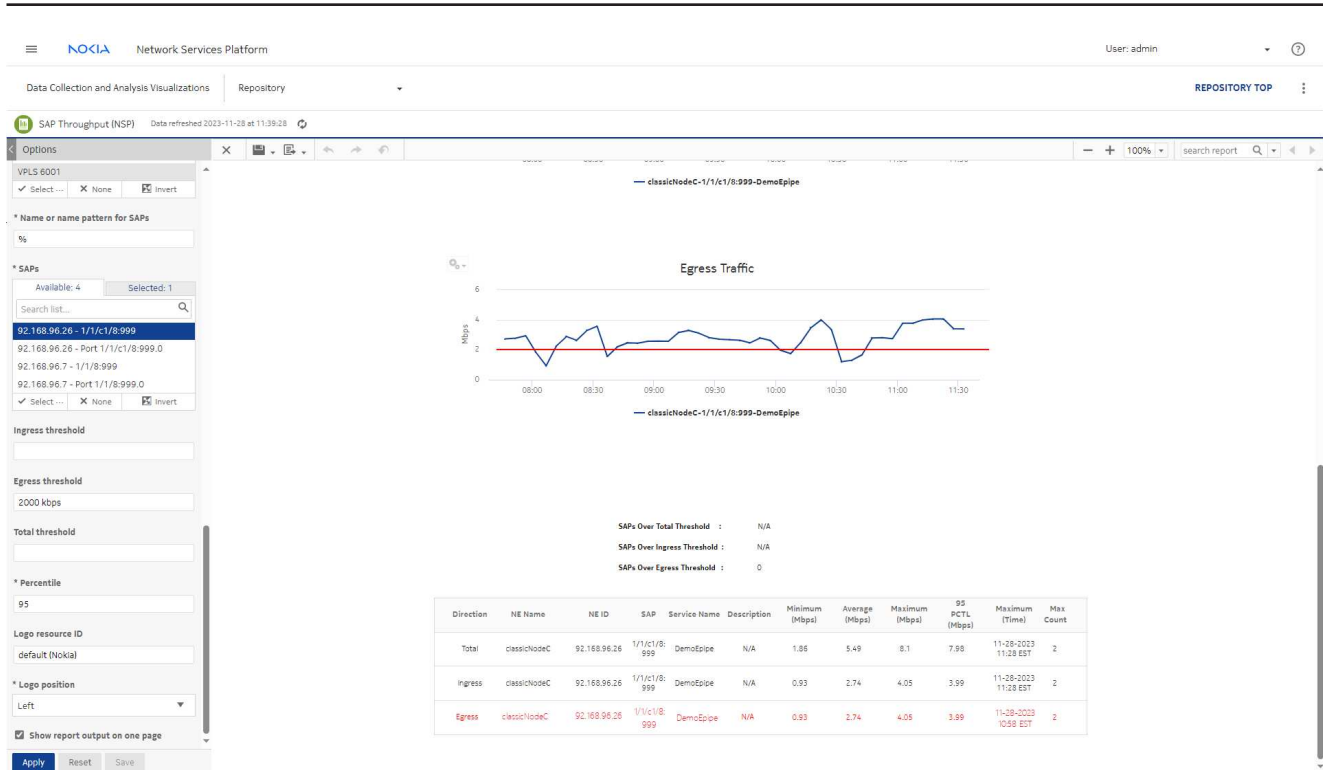 NOKIA Network Services Platform User: admin
Data Collection and Analysis Visualizations Repository REPOSITORY TOP
SAP Throughput (NSP) Data refreshed 2023-11-28 at 11:39:28
Options 100% search report
VPLS 6001
Select ... None Invert
* Name or name pattern for SAPs
%
* SAPs
Available: 4 Selected: 1
Search list...
92.168.96.26 - 1/1/c1/8:999
92.168.96.26 - Port 1/1/c1/8:999.0
92.168.96.7 - 1/1/8:999
92.168.96.7 - Port 1/1/8:999.0
Select ... None Invert
Ingress threshold
Egress threshold
2000 kbps
Total threshold
* Percentile
95
Logo resource ID
default (Nokia)
* Logo position
Left
Show report output on one page
Apply Reset Save
classicNodeC-1/1/c1/8:999-DemoEpipe
Egress Traffic
Mbps
6
4
2
0
08:00 08:30 09:00 09:30 10:00 10:30 11:00 11:30
classicNodeC-1/1/c1/8:999-DemoEpipe
SAPs Over Total Threshold : N/A
SAPs Over Ingress Threshold : N/A
SAPs Over Egress Threshold : 0
Direction NE Name NE ID SAP Service Name Description Minimum (Mbps) Average (Mbps) Maximum (Mbps) 95 PCTL (Mbps) Maximum (Time) Max Count
Total classicNodeC 92.168.96.26 1/1/c1/8:999 DemoEpipe N/A 1.86 5.49 8.1 7.98 11-28-2023 11:28 EST 2
Ingress classicNodeC 92.168.96.26 1/1/c1/8:999 DemoEpipe N/A 0.93 2.74 4.05 3.99 11-28-2023 11:28 EST 2
Egress classicNodeC 92.168.96.26 1/1/c1/8:999 DemoEpipe N/A 0.93 2.74 4.05 3.99 11-28-2023 10:58 EST 2